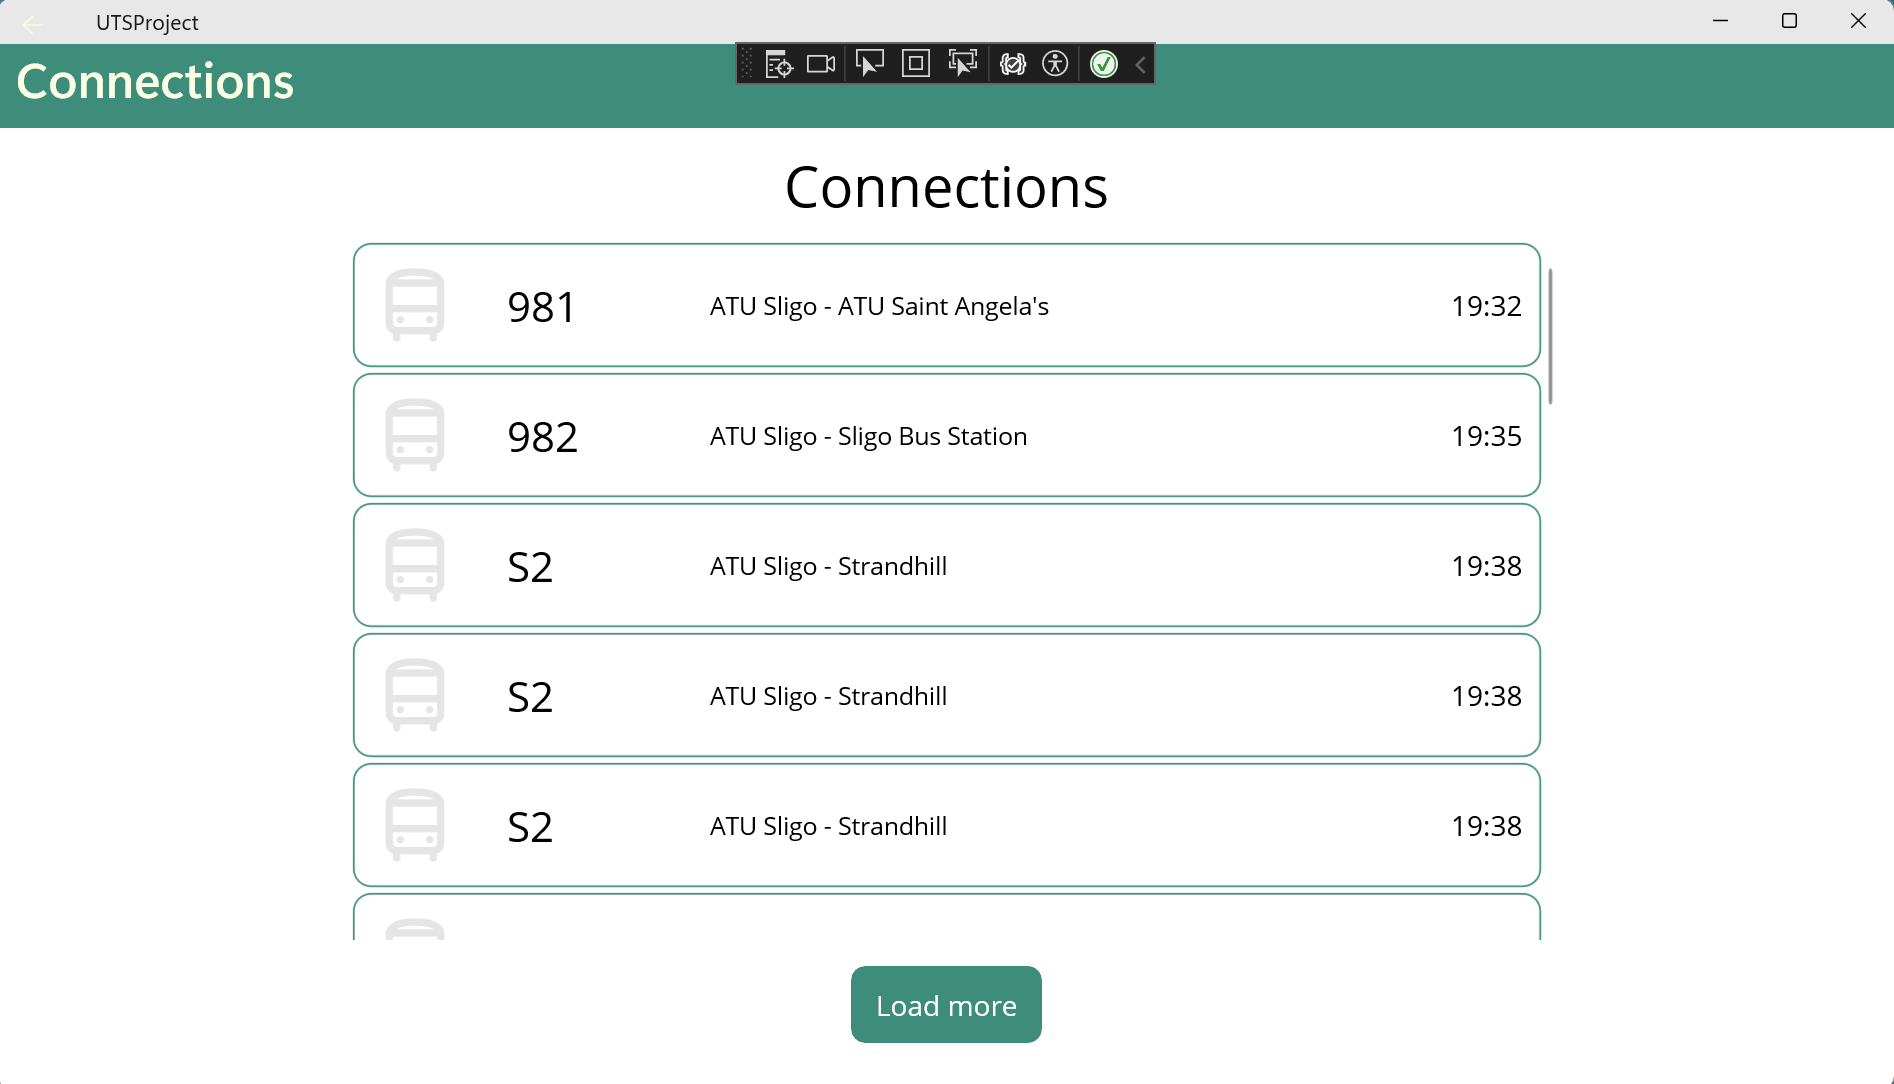 UTSProject
Connections
Connections
981 ATU Sligo - ATU Saint Angela's 19:32
982 ATU Sligo - Sligo Bus Station 19:35
S2 ATU Sligo - Strandhill 19:38
S2 ATU Sligo - Strandhill 19:38
S2 ATU Sligo - Strandhill 19:38
Load more